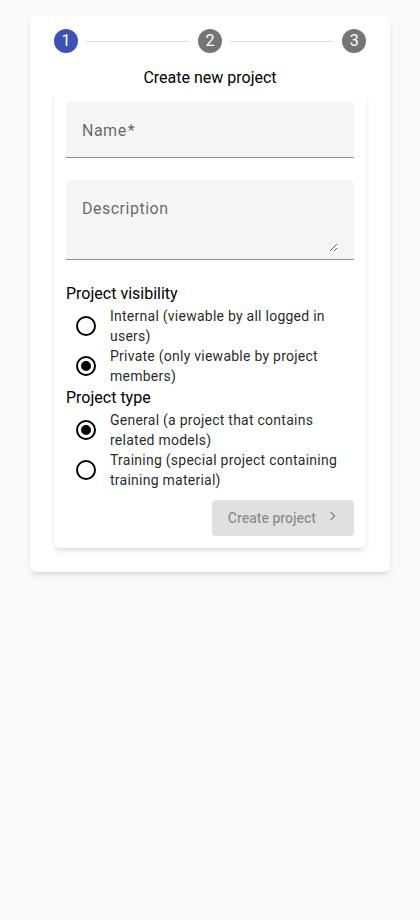 1 2 3
Create new project
Name*
Description
Project visibility
Internal (viewable by all logged in
users)
Private (only viewable by project
members)
Project type
General (a project that contains
related models)
Training (special project containing
training material)
Create project